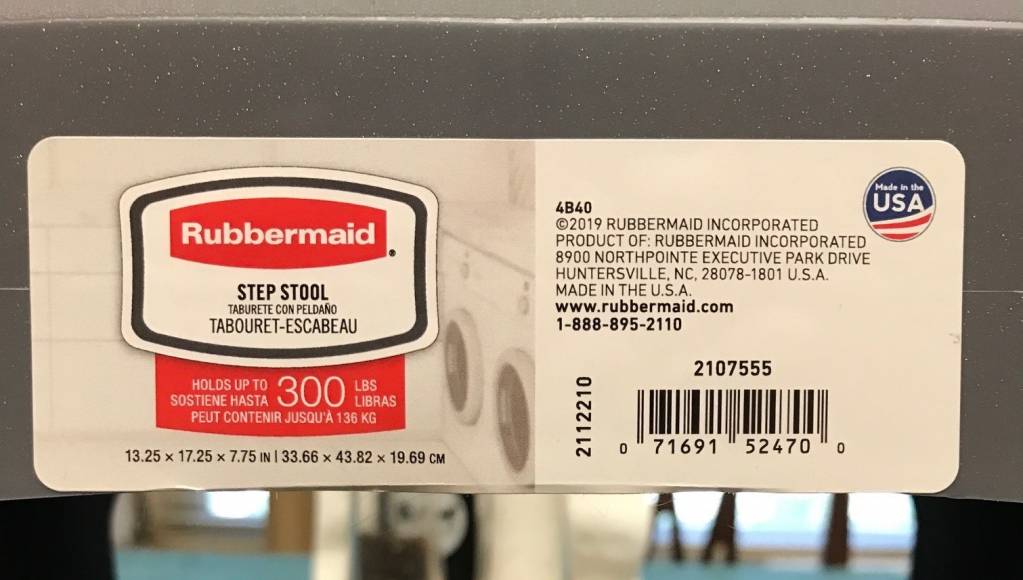 Rubbermaid®
STEP STOOL
TABURETE CON PELDAÑO
TABOURET-ESCABEAU
HOLDS UP TO
SOSTIENE HASTA
300
LBS
LIBRAS
PEUT CONTENIR JUSQU'À 136 KG
13.25 × 17.25 × 7.75 IN | 33.66 × 43.82 × 19.69 CM
Made in the
USA
4B40
©2019 RUBBERMAID INCORPORATED
PRODUCT OF: RUBBERMAID INCORPORATED
8900 NORTHPOINTE EXECUTIVE PARK DRIVE
HUNTERSVILLE, NC, 28078-1801 U.S.A.
MADE IN THE U.S.A.
www.rubbermaid.com
1-888-895-2110
2107555
2112210
0 71691 52470 0